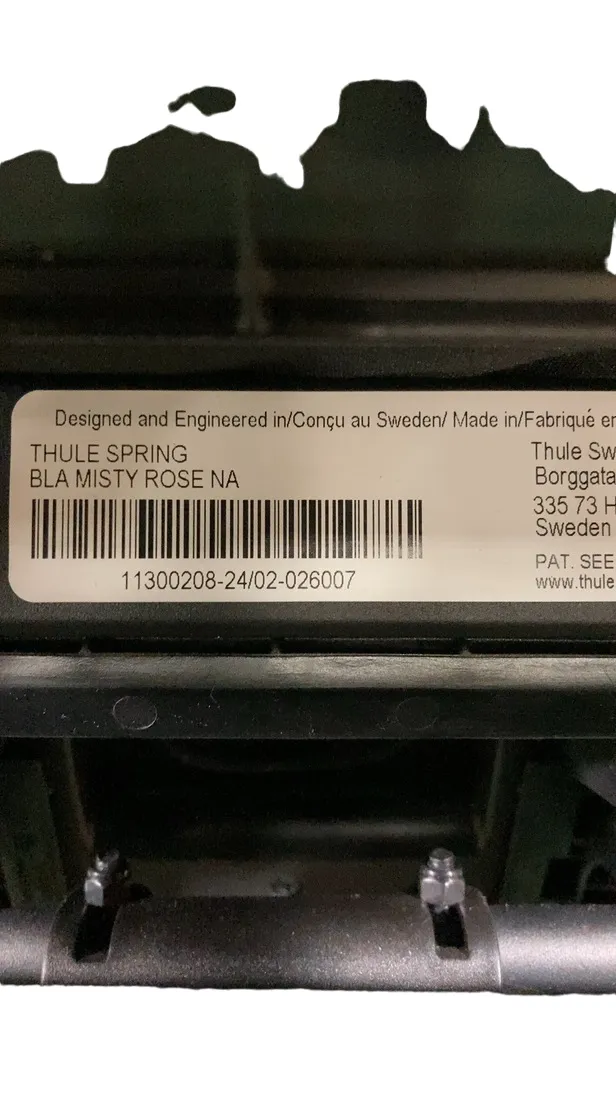 Designed and Engineered in/Conçu au Sweden/ Made in/Fabriqué en
THULE SPRING
BLA MISTY ROSE NA
11300208-24/02-026007
Thule Sw
Borggata
335 73 H
Sweden
PAT. SEE
www.thule